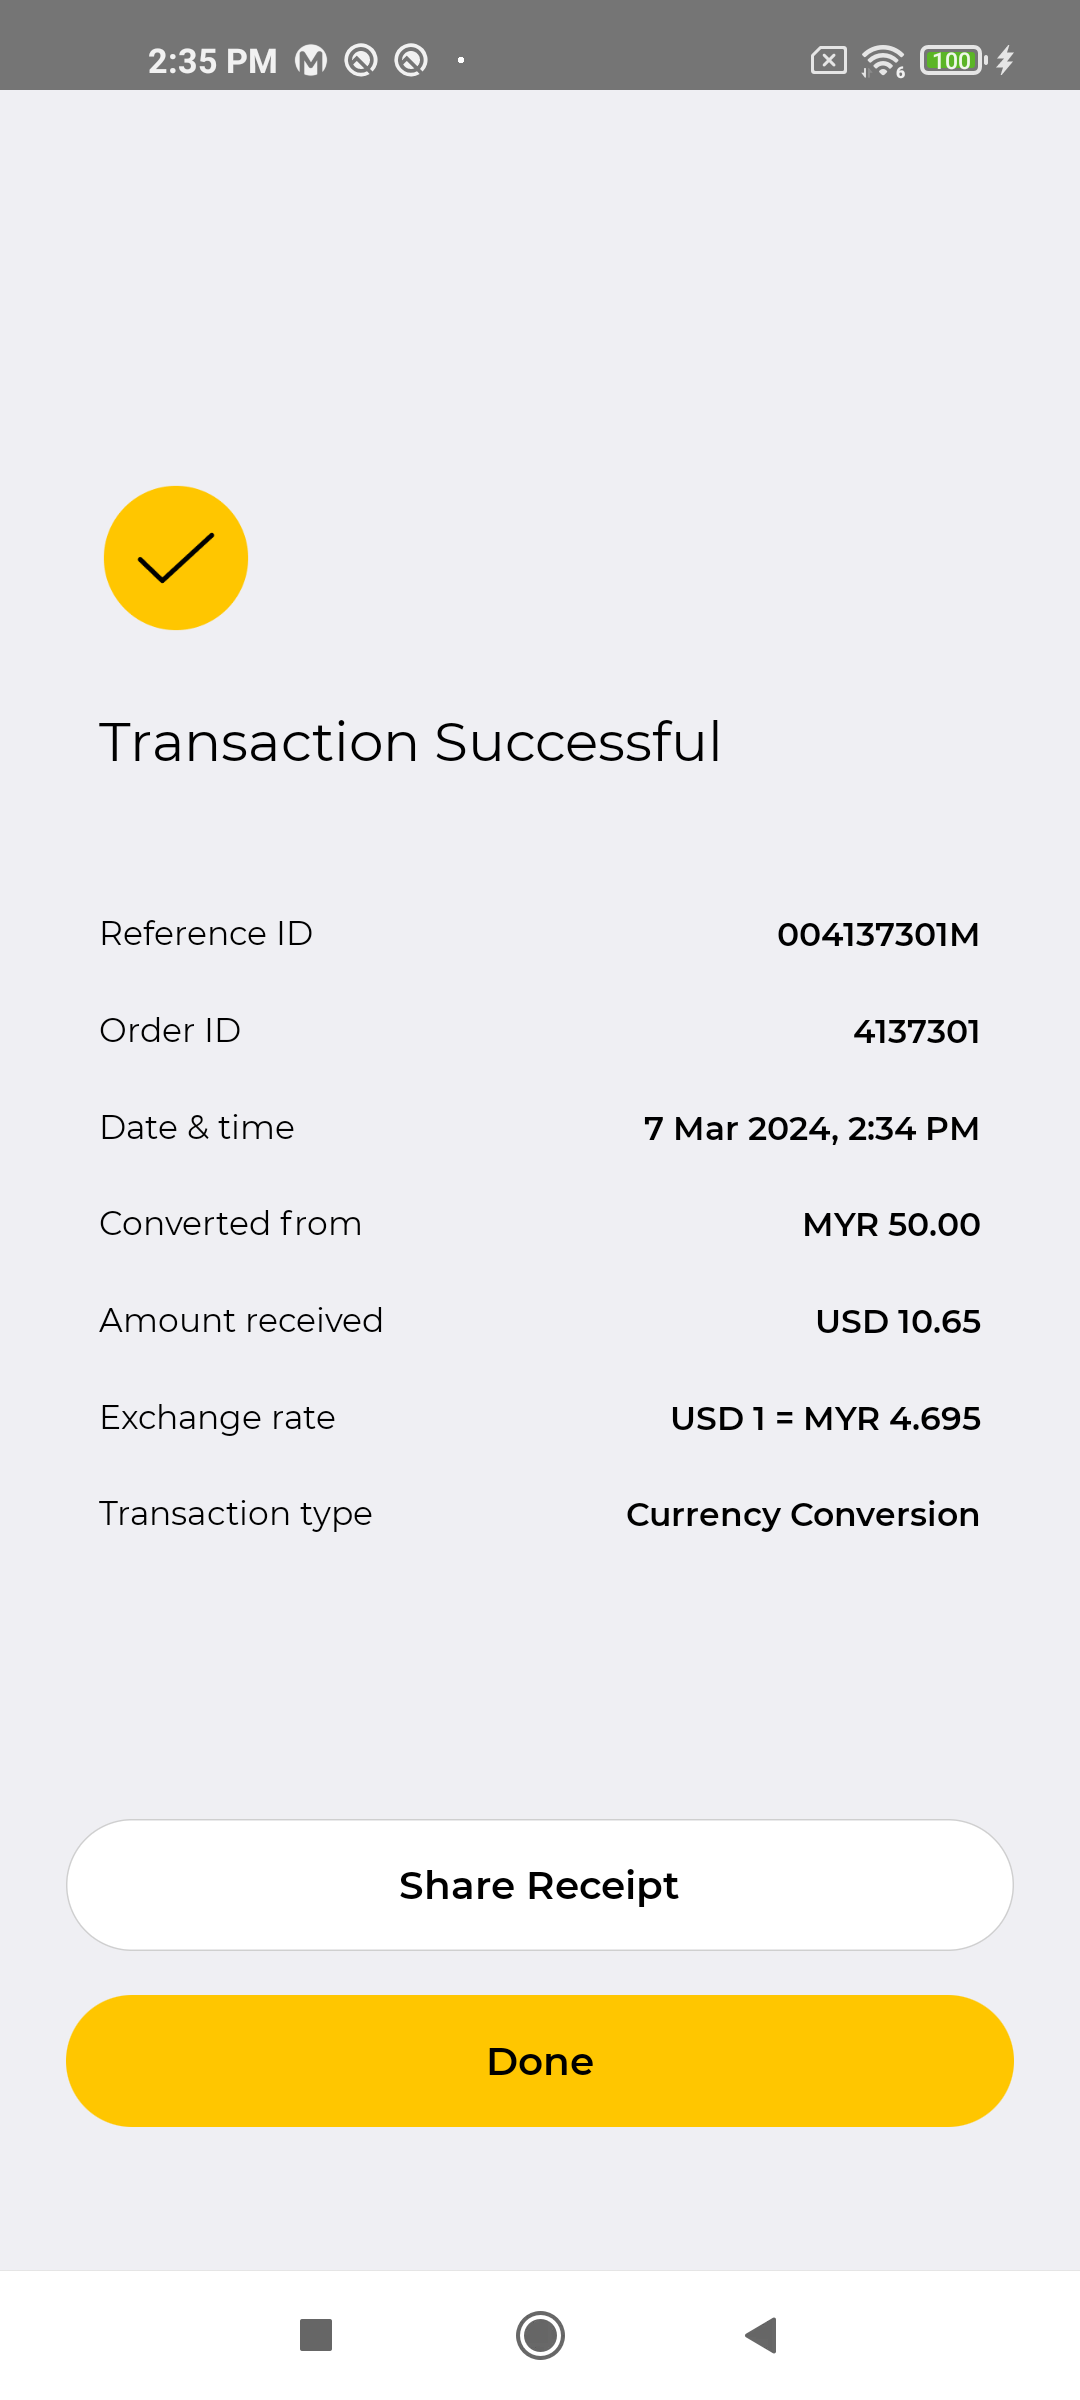 2:35 PM
6
100
Transaction Successful
Reference ID 004137301M
Order ID 4137301
Date & time 7 Mar 2024, 2:34 PM
Converted from MYR 50.00
Amount received USD 10.65
Exchange rate USD 1 = MYR 4.695
Transaction type Currency Conversion
Share Receipt
Done